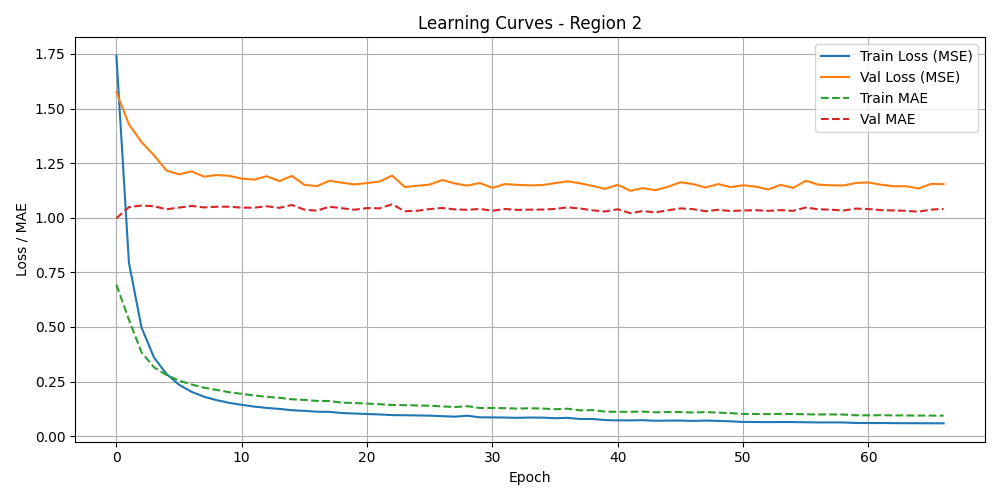 Learning Curves - Region 2
Train Loss (MSE)
Val Loss (MSE)
Train MAE
Val MAE
Loss / MAE
1.75
1.50
1.25
1.00
0.75
0.50
0.25
0.00
0 10 20 30 40 50 60
Epoch